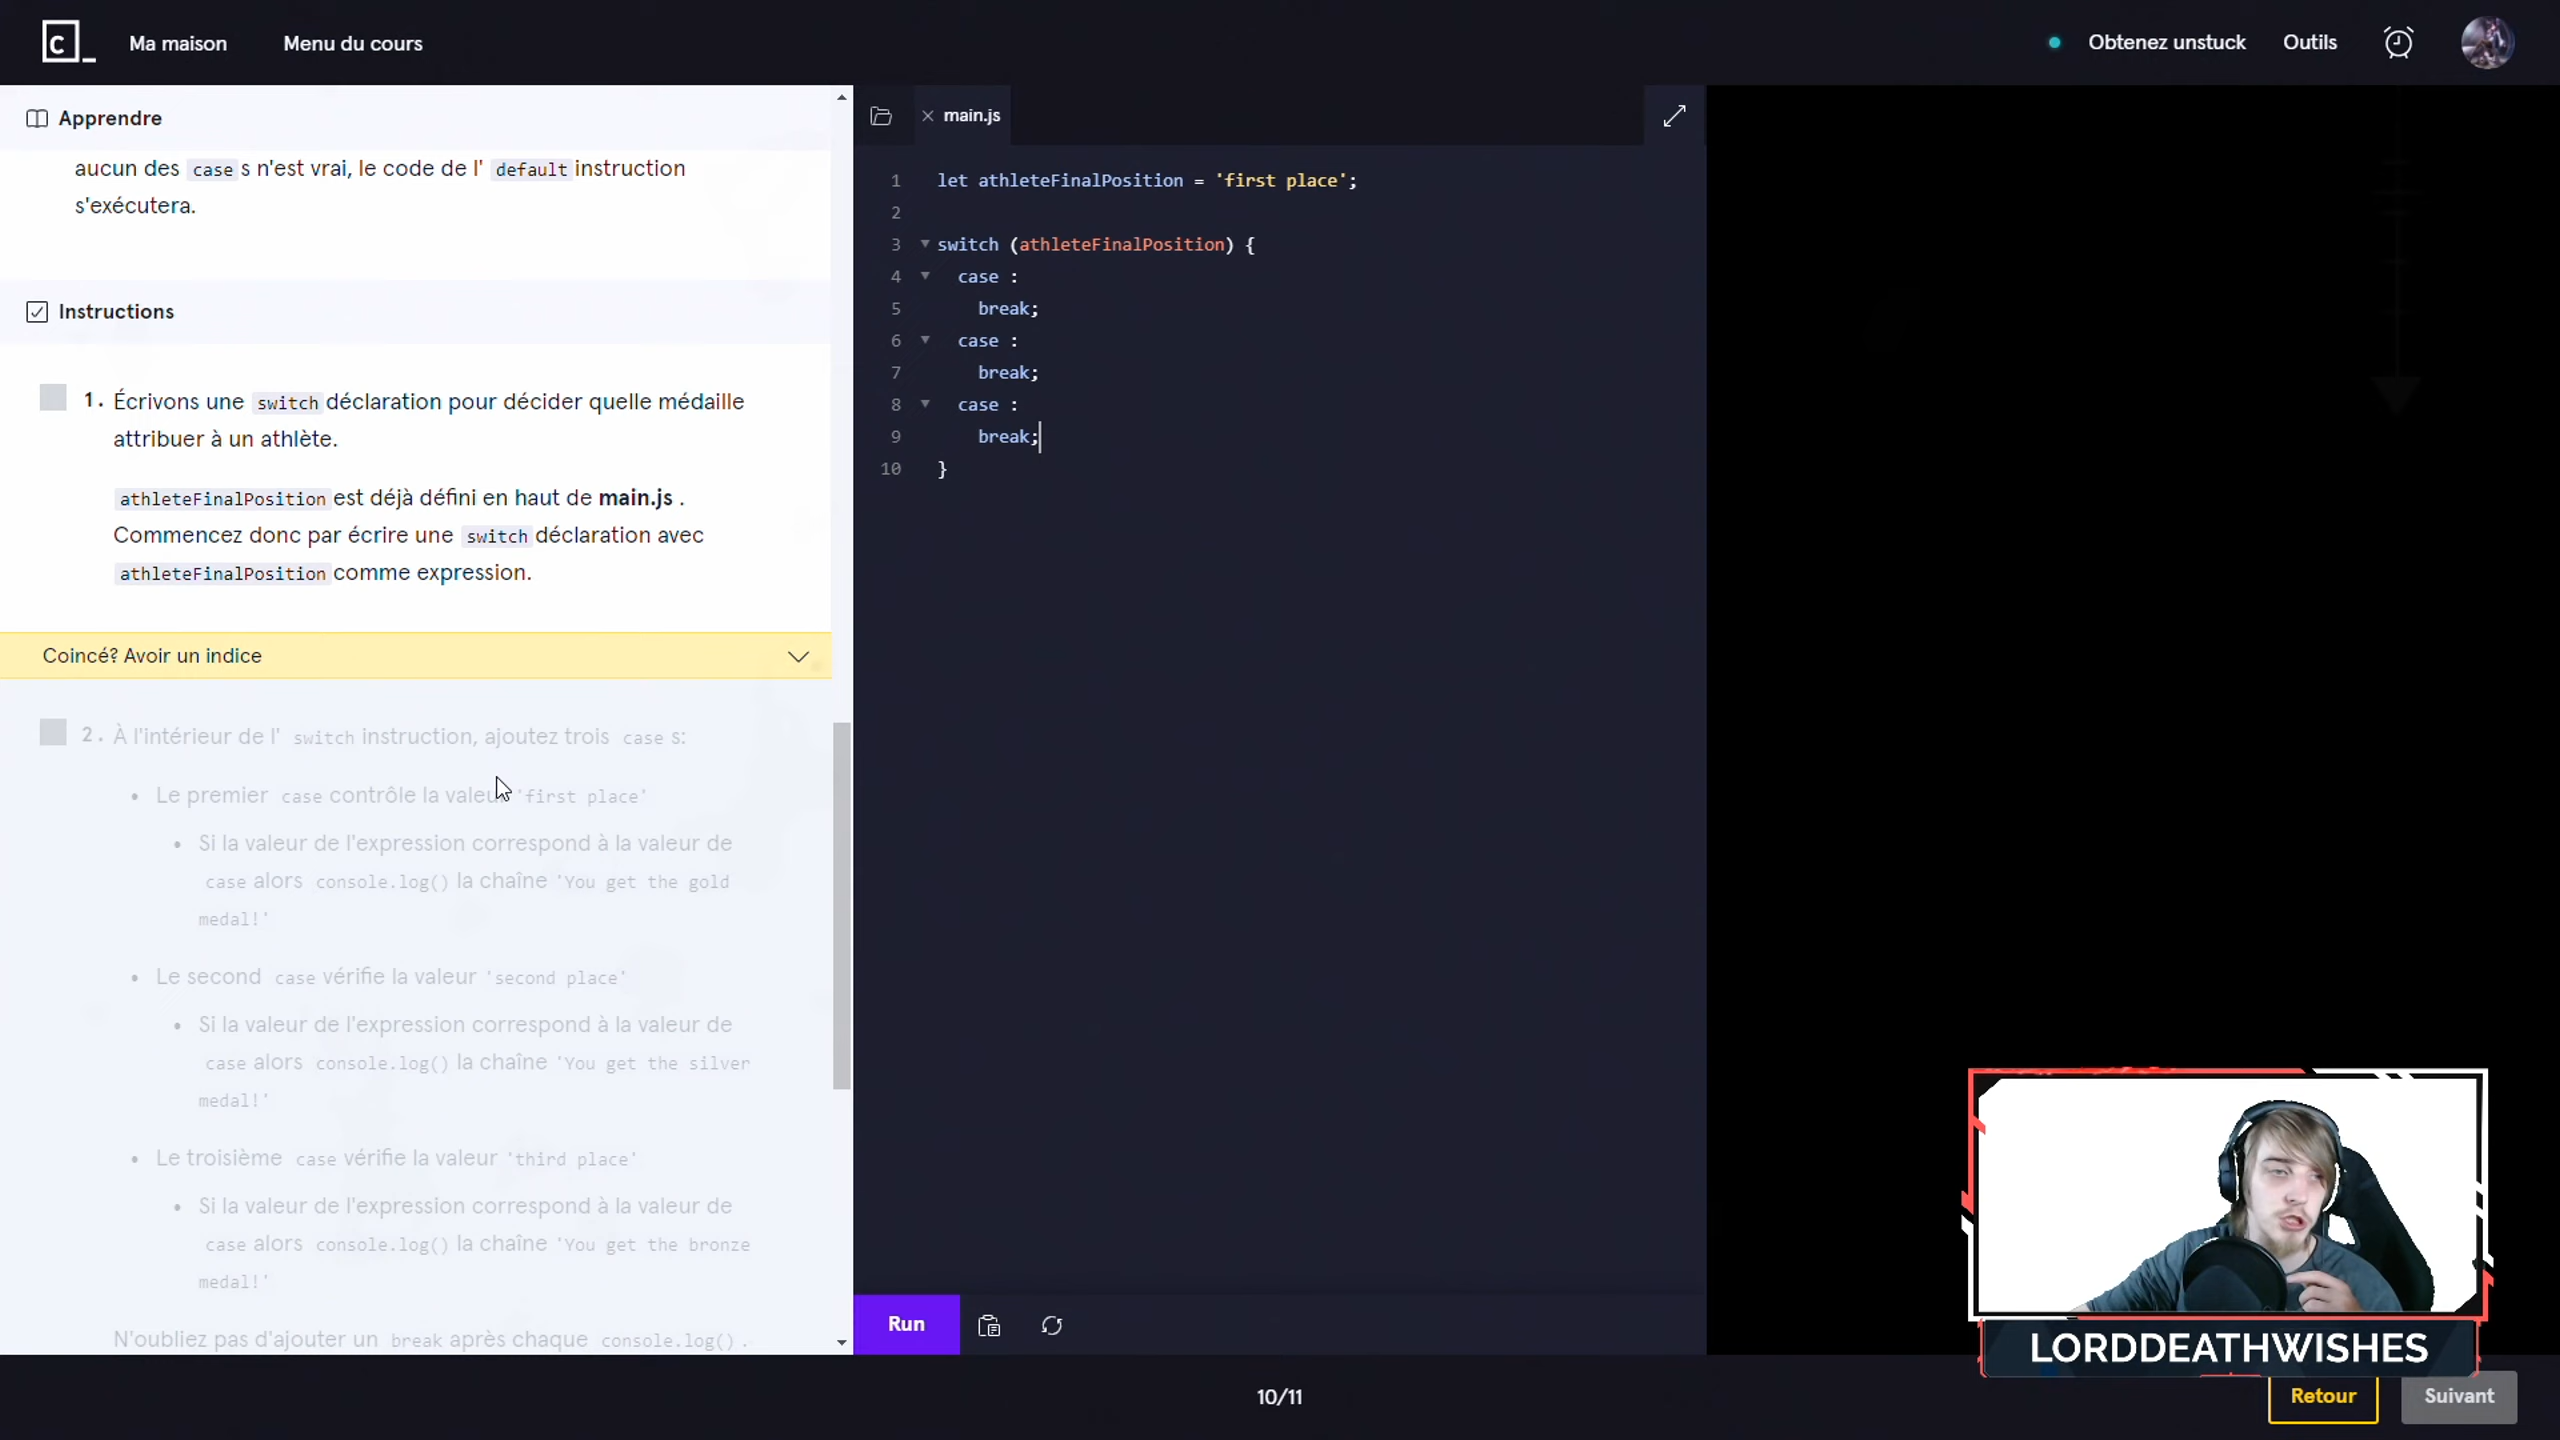 c_ Ma maison Menu du cours
Obtenez unstuck Outils
Apprendre
aucun des case s n'est vrai, le code de l' default instruction
s'exécutera.
Instructions
1. Écrivons une switch déclaration pour décider quelle médaille
attribuer à un athlète.
athleteFinalPosition est déjà défini en haut de main.js .
Commencez donc par écrire une switch déclaration avec
athleteFinalPosition comme expression.
Coincé? Avoir un indice
2. À l'intérieur de l' switch instruction, ajoutez trois case s:
• Le premier case contrôle la valeur 'first place'
• Si la valeur de l'expression correspond à la valeur de
case alors console.log() la chaîne 'You get the gold
medal!'
• Le second case vérifie la valeur 'second place'
• Si la valeur de l'expression correspond à la valeur de
case alors console.log() la chaîne 'You get the silver
medal!'
• Le troisième case vérifie la valeur 'third place'
• Si la valeur de l'expression correspond à la valeur de
case alors console.log() la chaîne 'You get the bronze
medal!'
N'oubliez pas d'ajouter un break après chaque console.log() .
main.js
1 let athleteFinalPosition = 'first place';
2
3 switch (athleteFinalPosition) {
4 case :
5 break;
6 case :
7 break;
8 case :
9 break;
10 }
Run
LORDDEATHWISHES
10/11
Retour Suivant